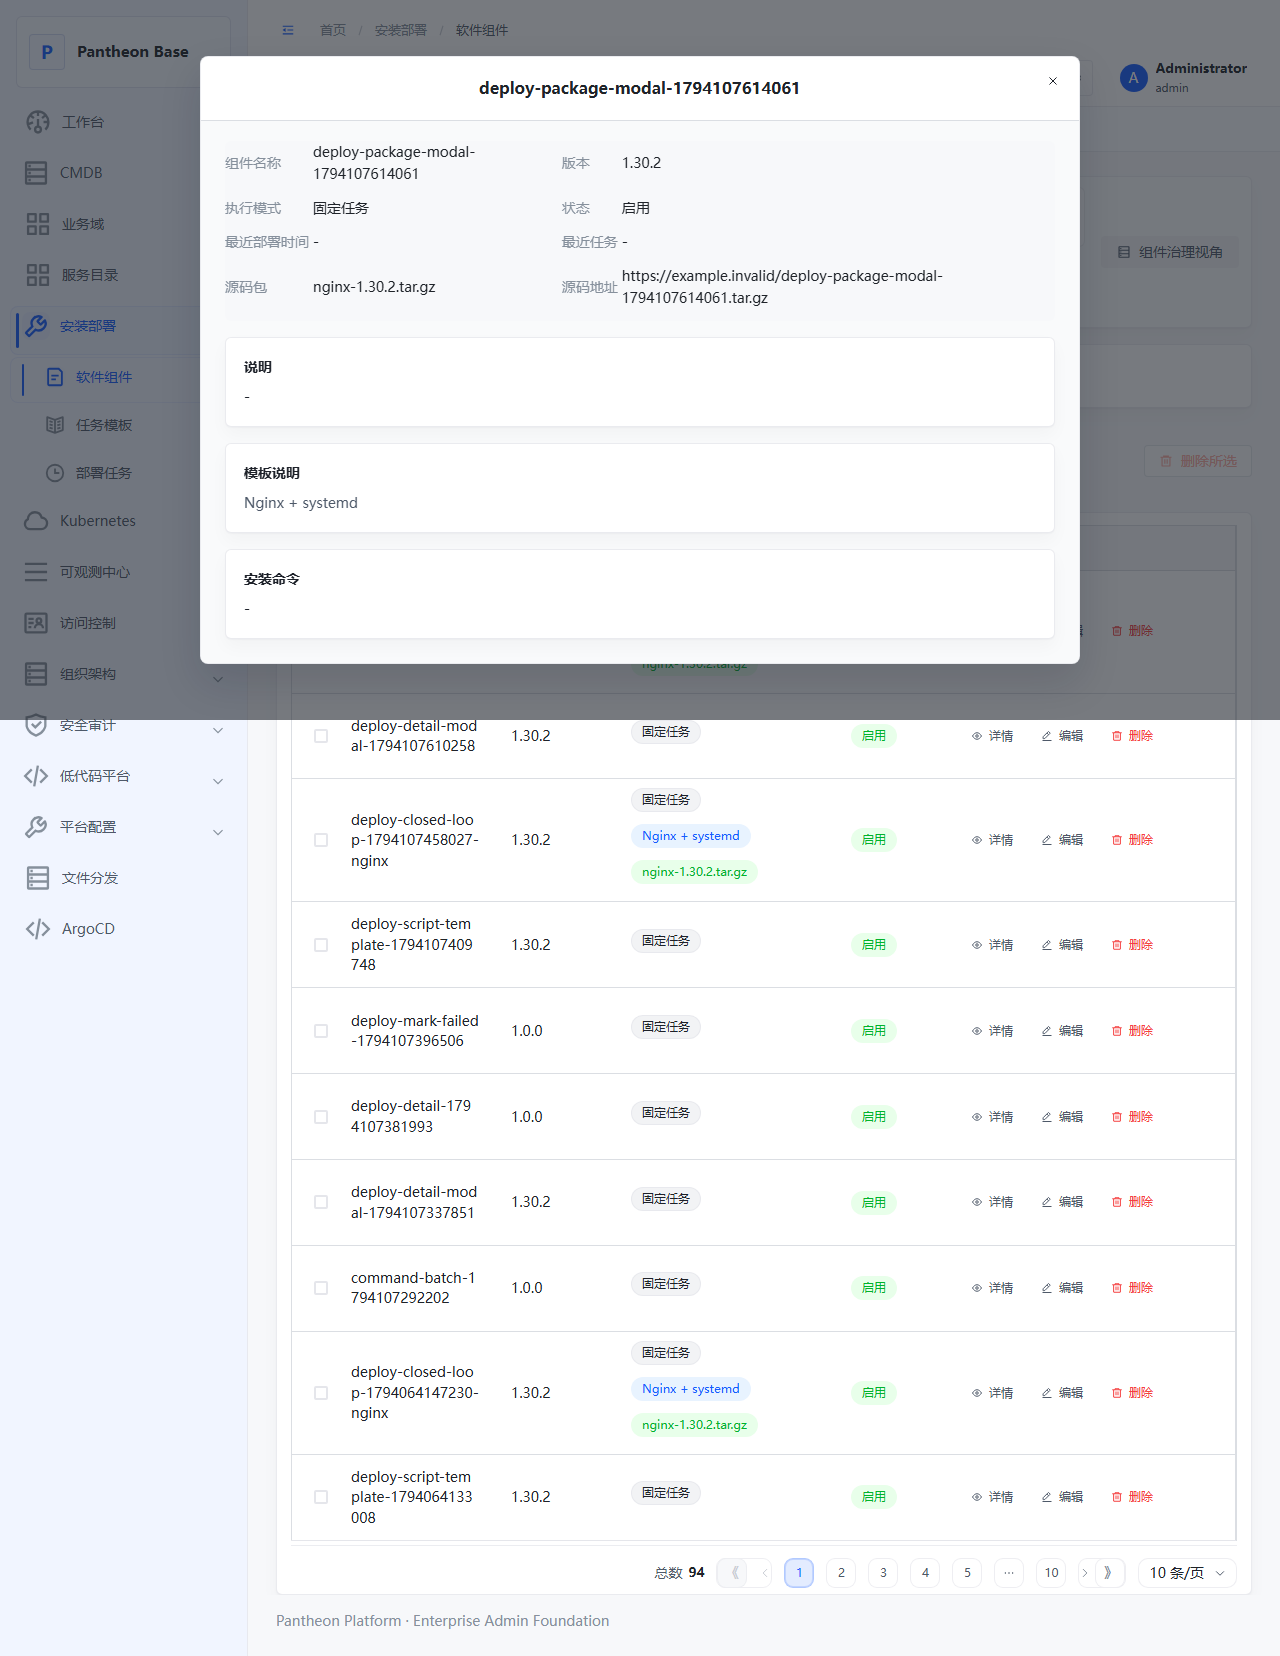 Pantheon Base
P
工作台
CMDB
业务域
服务目录
安装部署
软件组件
任务模板
部署任务
Kubernetes
可观测中心
访问控制
组织架构
安全审计
低代码平台
平台配置
文件分发
ArgoCD
首页 / 安装部署 / 软件组件
A
Administrator
admin
组件治理视角
删除所选
deploy-package-modal-1794107614061
组件名称 deploy-package-modal-
1794107614061
版本 1.30.2
执行模式 固定任务 状态 启用
最近部署时间 - 最近任务 -
源码包 nginx-1.30.2.tar.gz
源码地址 https://example.invalid/deploy-package-modal-
1794107614061.tar.gz
说明
-
模板说明
Nginx + systemd
安装命令
-
删除
nginx-1.30.2.tar.gz
deploy-detail-mod
al-1794107610258
1.30.2 固定任务 启用 详情 编辑 删除
deploy-closed-loo
p-1794107458027-
nginx
1.30.2
固定任务
Nginx + systemd
nginx-1.30.2.tar.gz
启用 详情 编辑 删除
deploy-script-tem
plate-1794107409
748
1.30.2 固定任务 启用 详情 编辑 删除
deploy-mark-failed
-1794107396506
1.0.0 固定任务 启用 详情 编辑 删除
deploy-detail-179
4107381993
1.0.0 固定任务 启用 详情 编辑 删除
deploy-detail-mod
al-1794107337851
1.30.2 固定任务 启用 详情 编辑 删除
command-batch-1
794107292202
1.0.0 固定任务 启用 详情 编辑 删除
deploy-closed-loo
p-1794064147230-
nginx
1.30.2
固定任务
Nginx + systemd
nginx-1.30.2.tar.gz
启用 详情 编辑 删除
deploy-script-tem
plate-1794064133
008
1.30.2 固定任务 启用 详情 编辑 删除
总数 94 《 1 2 3 4 5 ··· 10 》 10 条/页
Pantheon Platform · Enterprise Admin Foundation